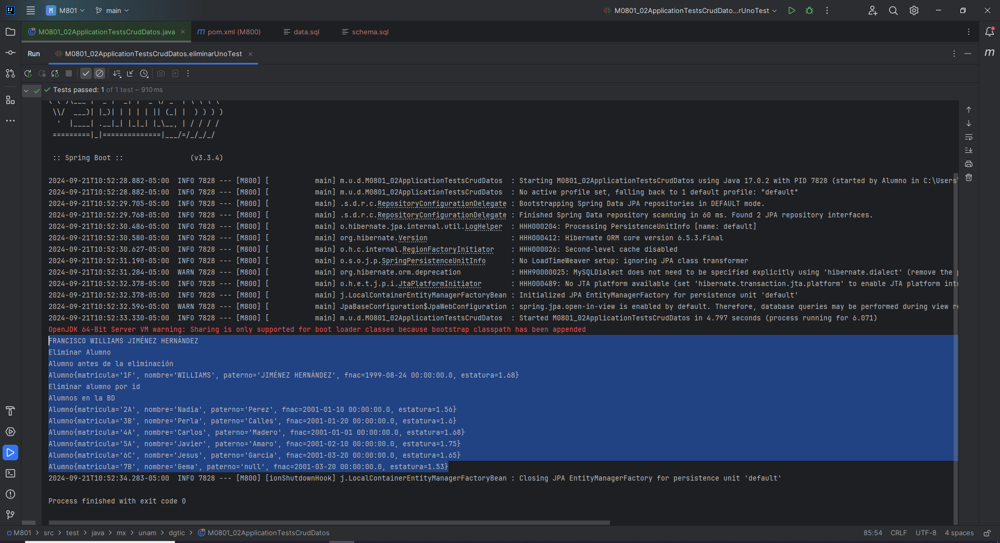 M M801 main M0801_02ApplicationTestsCrudDato...rUnoTest
M0801_02ApplicationTestsCrudDatos.java m pom.xml (M800) data.sql schema.sql
Run M0801_02ApplicationTestsCrudDatos.eliminarUnoTest
Tests passed: 1 of 1 test – 910 ms
\\/  ___)| |_)| | | | | || (_| |  ) ) ) )
'  |____| .__|_| |_|_| |_\__, | / / / /
=========|_|==============|___/=/_/_/_/
:: Spring Boot ::                (v3.3.4)
2024-09-21T10:52:28.882-05:00  INFO 7828 --- [M800] [           main] m.u.d.M0801_02ApplicationTestsCrudDatos  : Starting M0801_02ApplicationTestsCrudDatos using Java 17.0.2 with PID 7828 (started by Alumno in C:\Users\
2024-09-21T10:52:28.882-05:00  INFO 7828 --- [M800] [           main] m.u.d.M0801_02ApplicationTestsCrudDatos  : No active profile set, falling back to 1 default profile: "default"
2024-09-21T10:52:29.705-05:00  INFO 7828 --- [M800] [           main] .s.d.r.c.RepositoryConfigurationDelegate : Bootstrapping Spring Data JPA repositories in DEFAULT mode.
2024-09-21T10:52:29.768-05:00  INFO 7828 --- [M800] [           main] .s.d.r.c.RepositoryConfigurationDelegate : Finished Spring Data repository scanning in 60 ms. Found 2 JPA repository interfaces.
2024-09-21T10:52:30.486-05:00  INFO 7828 --- [M800] [           main] o.hibernate.jpa.internal.util.LogHelper  : HHH000204: Processing PersistenceUnitInfo [name: default]
2024-09-21T10:52:30.580-05:00  INFO 7828 --- [M800] [           main] org.hibernate.Version                    : HHH000412: Hibernate ORM core version 6.5.3.Final
2024-09-21T10:52:30.627-05:00  INFO 7828 --- [M800] [           main] o.h.c.internal.RegionFactoryInitiator    : HHH000026: Second-level cache disabled
2024-09-21T10:52:31.190-05:00  INFO 7828 --- [M800] [           main] o.s.o.j.p.SpringPersistenceUnitInfo      : No LoadTimeWeaver setup: ignoring JPA class transformer
2024-09-21T10:52:31.284-05:00  WARN 7828 --- [M800] [           main] org.hibernate.orm.deprecation            : HHH90000025: MySQLDialect does not need to be specified explicitly using 'hibernate.dialect' (remove the
2024-09-21T10:52:32.378-05:00  INFO 7828 --- [M800] [           main] o.h.e.t.j.p.i.JtaPlatformInitiator       : HHH000489: No JTA platform available (set 'hibernate.transaction.jta.platform' to enable JTA platform
2024-09-21T10:52:32.378-05:00  INFO 7828 --- [M800] [           main] j.LocalContainerEntityManagerFactoryBean : Initialized JPA EntityManagerFactory for persistence unit 'default'
2024-09-21T10:52:32.596-05:00  WARN 7828 --- [M800] [           main] JpaBaseConfiguration$JpaWebConfiguration : spring.jpa.open-in-view is enabled by default. Therefore, database queries may be performed during view
2024-09-21T10:52:33.330-05:00  INFO 7828 --- [M800] [           main] m.u.d.M0801_02ApplicationTestsCrudDatos  : Started M0801_02ApplicationTestsCrudDatos in 4.797 seconds (process running for 6.071)
OpenJDK 64-Bit Server VM warning: Sharing is only supported for boot loader classes because bootstrap classpath has been appended
FRANCISCO WILLIAMS JIMÉNEZ HERNÁNDEZ
Eliminar Alumno
Alumno antes de la eliminación
Alumno{matricula='1F', nombre='WILLIAMS', paterno='JIMÉNEZ HERNÁNDEZ', fnac=1999-08-24 00:00:00.0, estatura=1.68}
Eliminar alumno por id
Alumnos en la BD
Alumno{matricula='2A', nombre='Nadia', paterno='Perez', fnac=2001-01-10 00:00:00.0, estatura=1.56}
Alumno{matricula='3B', nombre='Perla', paterno='Calles', fnac=2001-01-20 00:00:00.0, estatura=1.6}
Alumno{matricula='4A', nombre='Carlos', paterno='Madero', fnac=2001-01-01 00:00:00.0, estatura=1.68}
Alumno{matricula='5A', nombre='Javier', paterno='Amaro', fnac=2001-02-10 00:00:00.0, estatura=1.75}
Alumno{matricula='6C', nombre='Jesus', paterno='Garcia', fnac=2001-03-20 00:00:00.0, estatura=1.65}
Alumno{matricula='7B', nombre='Gema', paterno='null', fnac=2001-03-20 00:00:00.0, estatura=1.53}
2024-09-21T10:52:34.283-05:00  INFO 7828 --- [M800] [ionShutdownHook] j.LocalContainerEntityManagerFactoryBean : Closing JPA EntityManagerFactory for persistence unit 'default'
Process finished with exit code 0
M801 > src > test > java > mx > unam > dgtic > M0801_02ApplicationTestsCrudDatos 85:54 CRLF UTF-8 4 spaces